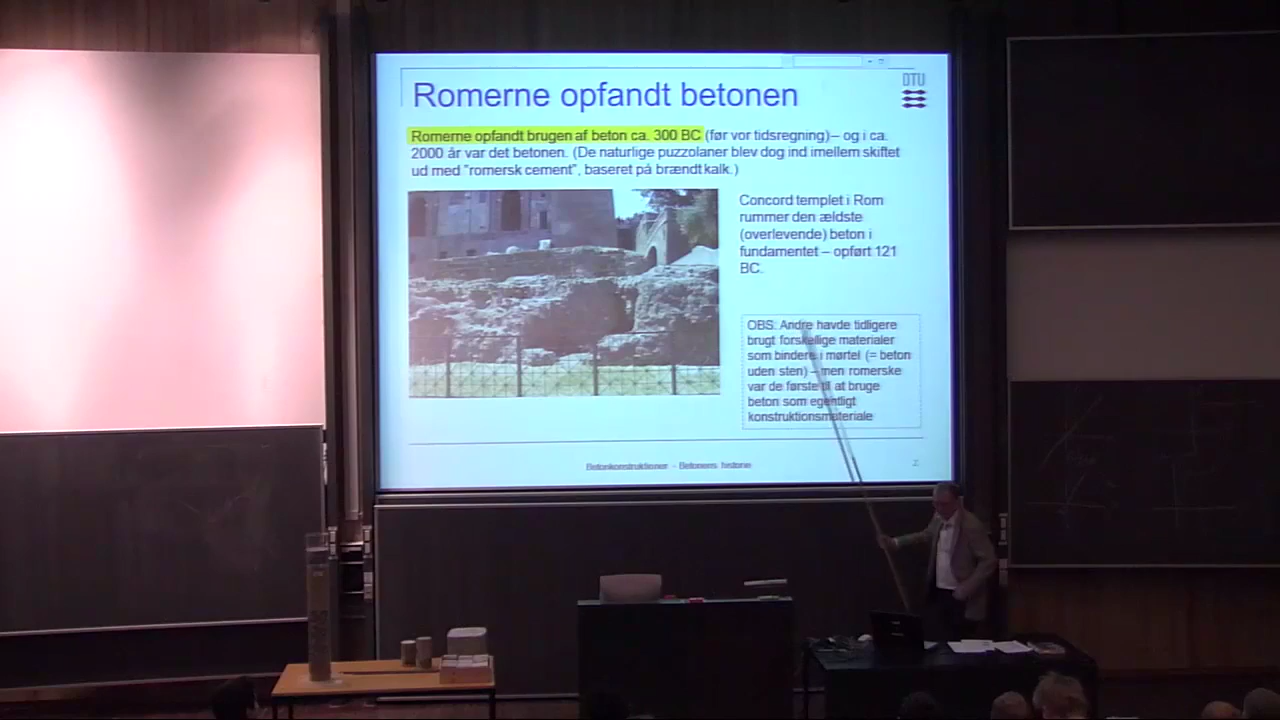 Romerne opfandt betonen
DTU
Romerne opfandt brugen af beton ca. 300 BC (før vor tidsregning) – og i ca.
2000 år var det betonen. (De naturlige puzzolaner blev dog ind imellem skiftet
ud med "romersk cement", baseret på brændt kalk.)
Concord templet i Rom
rummer den ældste
(overlevende) beton i
fundamentet – opført 121
BC.
OBS: Andre havde tidligere
brugt forskellige materialer
som bindere i mørtel (= beton
uden sten) – men romerske
var de første til at bruge
beton som egentligt
konstruktionsmateriale
Betonkonstruktioner - Betonens historie